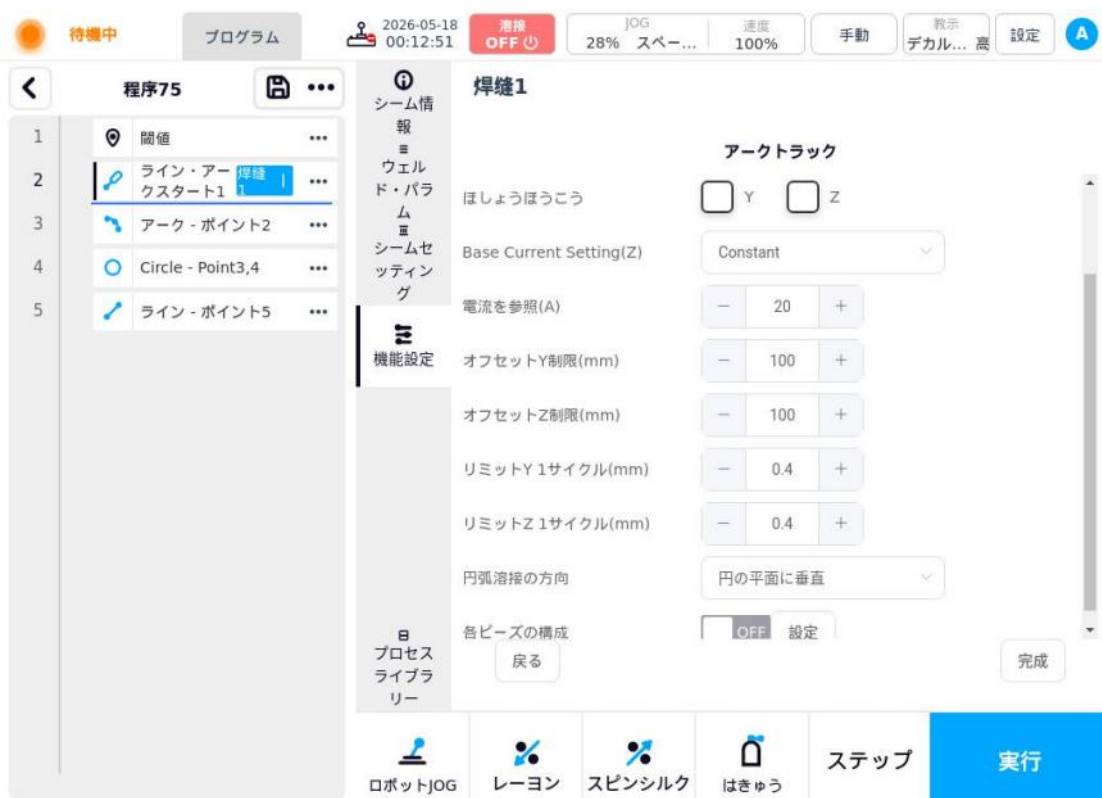 待機中
プログラム
2026-05-18
00:12:51
溶接
OFF
JOG
28% スペー...
速度
100%
手動
教示
デカル... 高
設定
A
程序75
1 閾値
2 ライン・アークスタート1 焊缝1
3 アーク - ポイント2
4 Circle - Point3,4
5 ライン - ポイント5
シーム情
報
ウェル
ド・パラ
ム
シームセ
ッティン
グ
機能設定
プロセス
ライブラ
リー
焊缝1
アークトラック
ほしょうほうこう Y Z
Base Current Setting(Z) Constant
電流を参照(A) − 20 +
オフセットY制限(mm) − 100 +
オフセットZ制限(mm) − 100 +
リミットY 1サイクル(mm) − 0.4 +
リミットZ 1サイクル(mm) − 0.4 +
円弧溶接の方向 円の平面に垂直
各ビーズの構成 OFF 設定
戻る
完成
ロボットJOG
レーヨン
スピンシルク
はきゅう
ステップ
実行